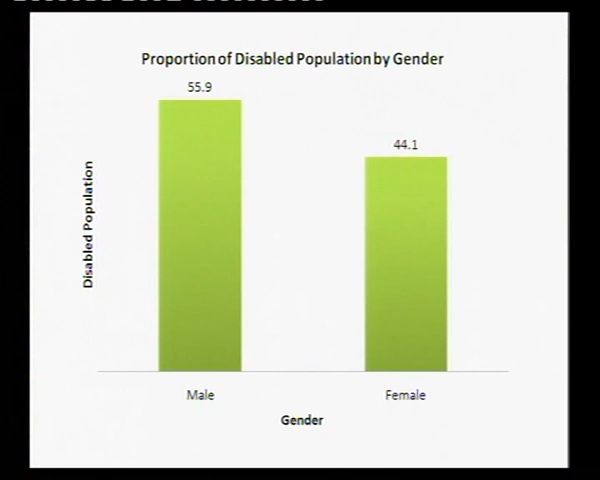 Proportion of Disabled Population by Gender
55.9
44.1
Disabled Population
Male
Female
Gender